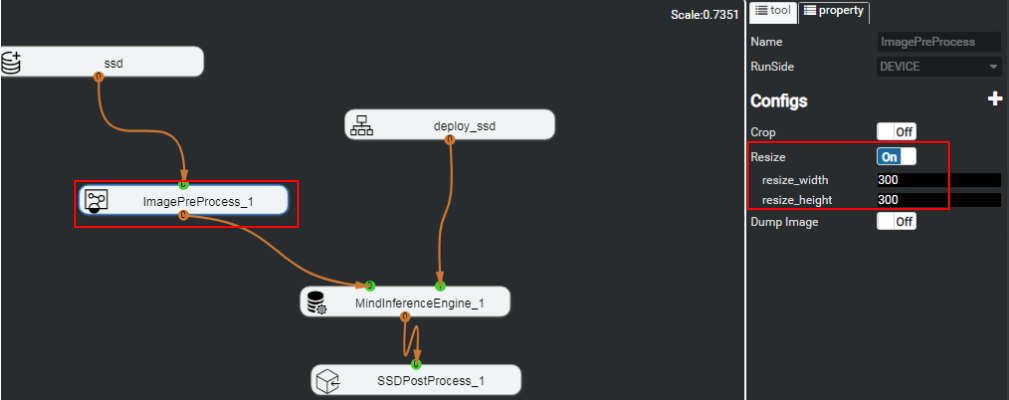 Scale:0.7351
ssd
deploy_ssd
ImagePreProcess_1
MindInferenceEngine_1
SSDPostProcess_1
tool property
Name ImagePreProcess
RunSide DEVICE
Configs +
Crop Off
Resize On
resize_width 300
resize_height 300
Dump Image Off